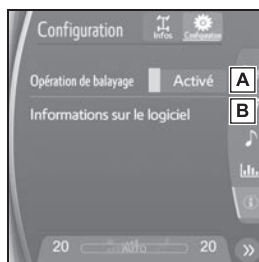 Configuration
Infos
Configuration
Opération de balayage
Activé
A
Informations sur le logiciel
B
20
AUTO
20